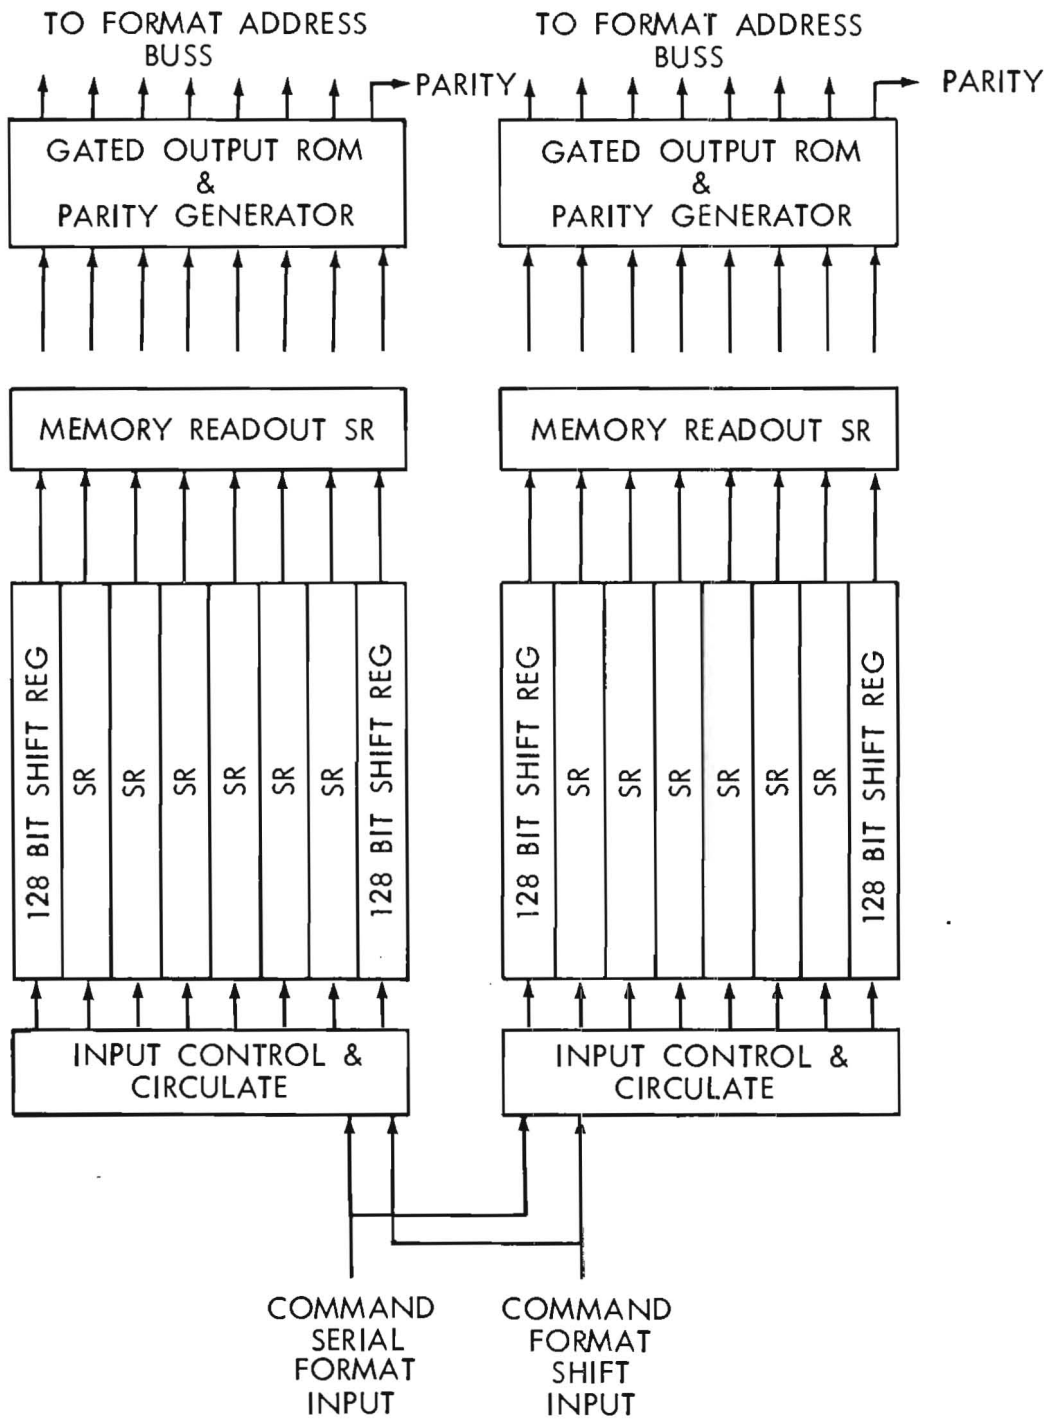 TO FORMAT ADDRESS
BUSS
PARITY
GATED OUTPUT ROM
&
PARITY GENERATOR
MEMORY READOUT SR
128 BIT SHIFT REG
SR
SR
SR
SR
SR
SR
128 BIT SHIFT REG
INPUT CONTROL &
CIRCULATE
TO FORMAT ADDRESS
BUSS
PARITY
GATED OUTPUT ROM
&
PARITY GENERATOR
MEMORY READOUT SR
128 BIT SHIFT REG
SR
SR
SR
SR
SR
SR
128 BIT SHIFT REG
INPUT CONTROL &
CIRCULATE
COMMAND
SERIAL
FORMAT
INPUT
COMMAND
FORMAT
SHIFT
INPUT